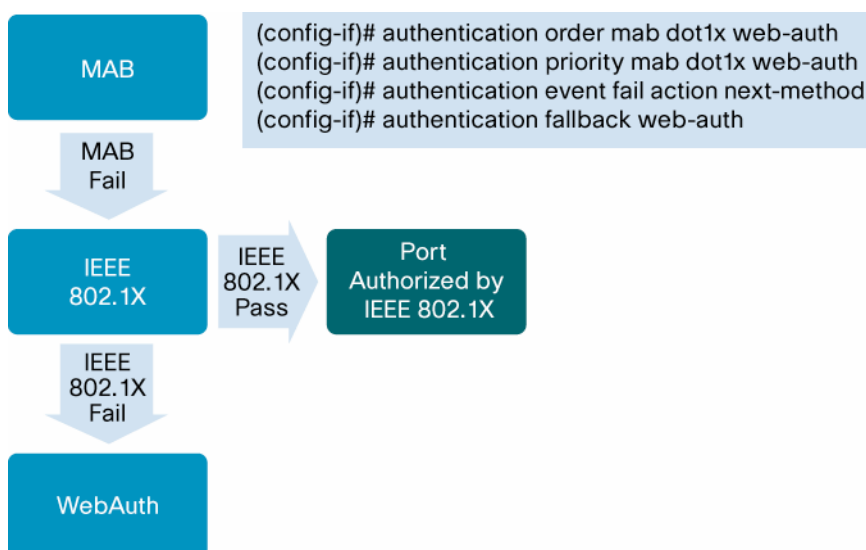 MAB
(config-if)# authentication order mab dot1x web-auth
(config-if)# authentication priority mab dot1x web-auth
(config-if)# authentication event fail action next-method
(config-if)# authentication fallback web-auth
MAB
Fail
IEEE
802.1X
IEEE
802.1X
Pass
Port
Authorized by
IEEE 802.1X
IEEE
802.1X
Fail
WebAuth